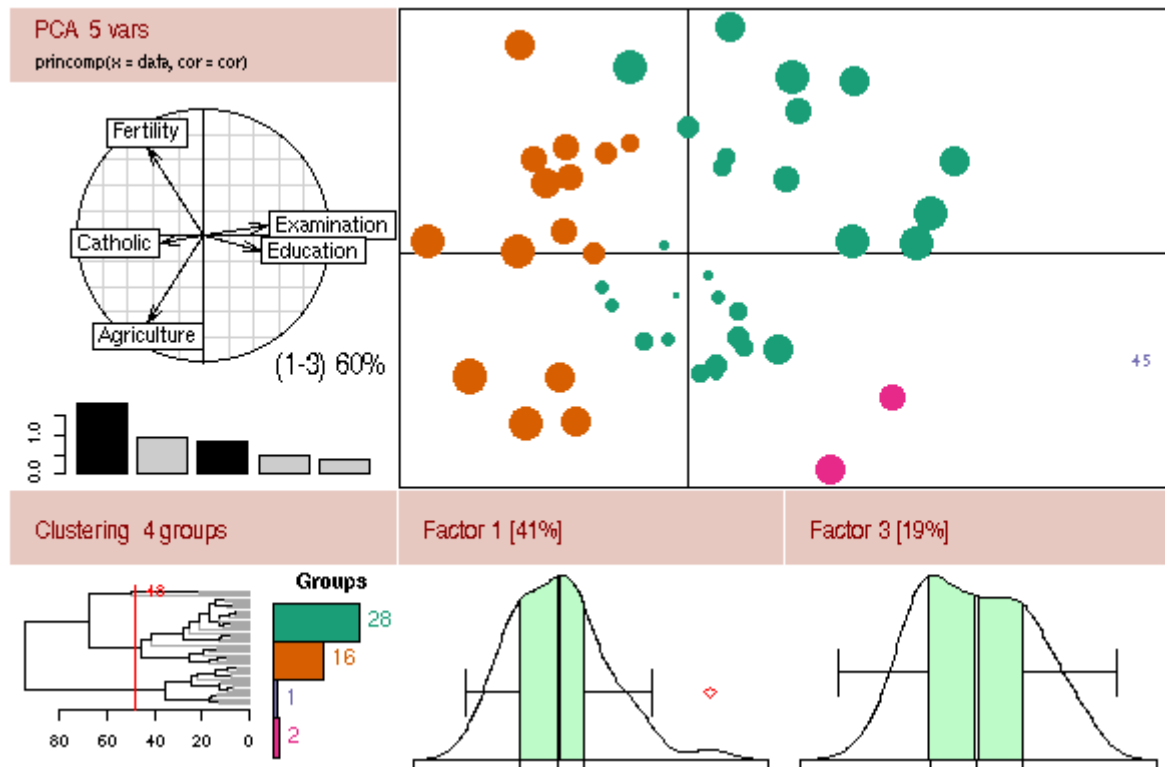 PCA 5 vars
princomp(x = data, cor = cor)
Fertility
Examination
Catholic
Education
Agriculture
(1-3) 60%
45
0.0 1.0
Clustering 4 groups
Factor 1 [41%]
Factor 3 [19%]
Groups
48
28
16
1
2
80 60 40 20 0